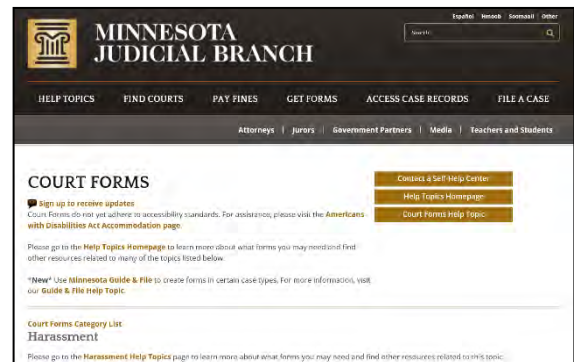 Español Hmoob Soomaali Other
MINNESOTA
JUDICIAL BRANCH
Search
HELP TOPICS FIND COURTS PAY FINES GET FORMS ACCESS CASE RECORDS FILE A CASE
Attorneys | Jurors | Government Partners | Media | Teachers and Students
COURT FORMS
Contact a Self-Help Center
Help Topics Homepage
Court Forms Help Topic
Sign up to receive updates
Court Forms do not yet adhere to accessibility standards. For assistance, please visit the Americans
with Disabilities Act Accommodation page.
Please go to the Help Topics Homepage to learn more about what forms you may need and find
other resources related to many of the topics listed below.
*New* Use Minnesota Guide & File to create forms in certain case types. For more information, visit
our Guide & File Help Topic.
Court Forms Category List
Harassment
Please go to the Harassment Help Topics page to learn more about what forms you may need and find other resources related to this topic.